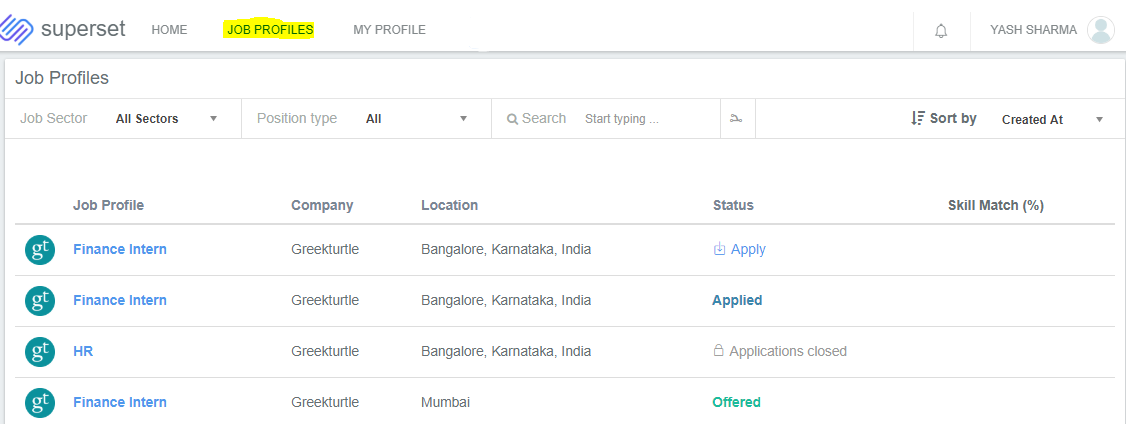 superset HOME JOB PROFILES MY PROFILE YASH SHARMA
Job Profiles
Job Sector All Sectors Position type All Search Start typing ... Sort by Created At
Job Profile Company Location Status Skill Match (%)
gt Finance Intern Greekturtle Bangalore, Karnataka, India Apply
gt Finance Intern Greekturtle Bangalore, Karnataka, India Applied
gt HR Greekturtle Bangalore, Karnataka, India Applications closed
gt Finance Intern Greekturtle Mumbai Offered